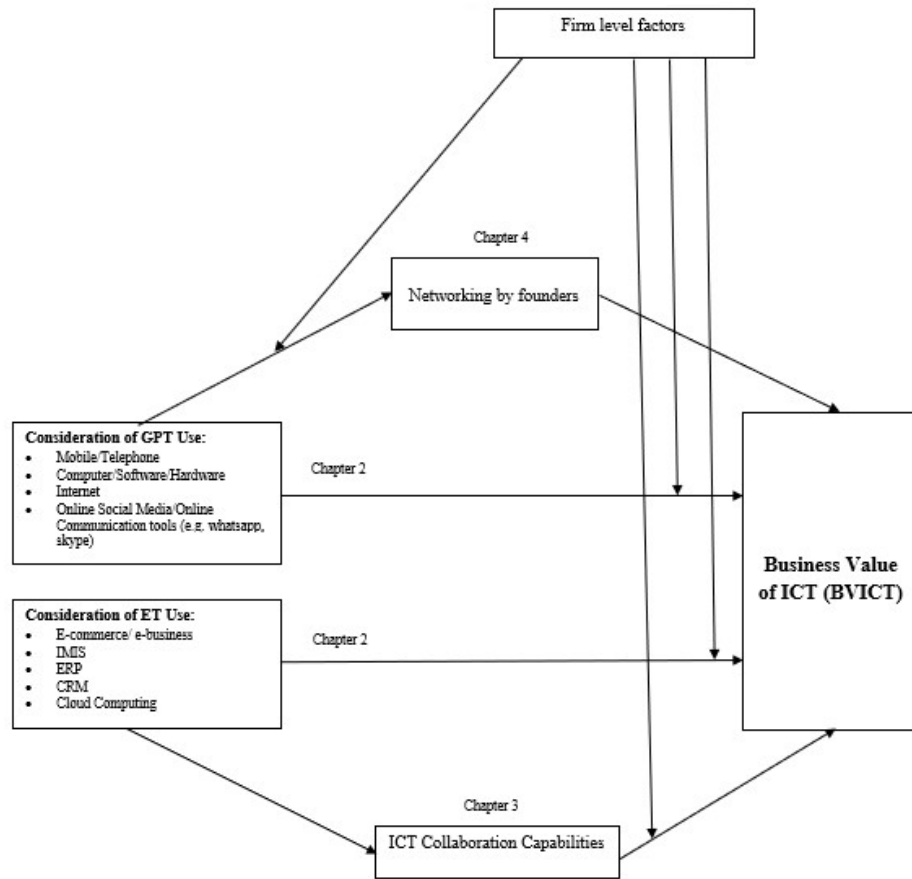 Firm level factors
Chapter 4
Networking by founders
Consideration of GPT Use:
• Mobile/Telephone
• Computer/Software/Hardware
• Internet
• Online Social Media/Online
Communication tools (e.g. whatsapp,
skype)
Chapter 2
Business Value
of ICT (BVICT)
Consideration of ET Use:
• E-commerce/ e-business
• IMIS
• ERP
• CRM
• Cloud Computing
Chapter 2
Chapter 3
ICT Collaboration Capabilities